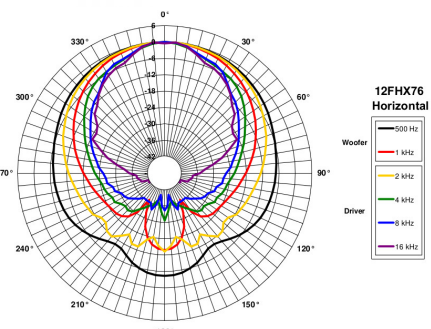 0°
330°
30°
6
0
-6
-12
-18
-24
-30
-36
-42
300°
60°
12FHX76
Horizontal
500 Hz
Woofer
1 kHz
70°
90°
2 kHz
4 kHz
Driver
8 kHz
16 kHz
240°
120°
210°
150°